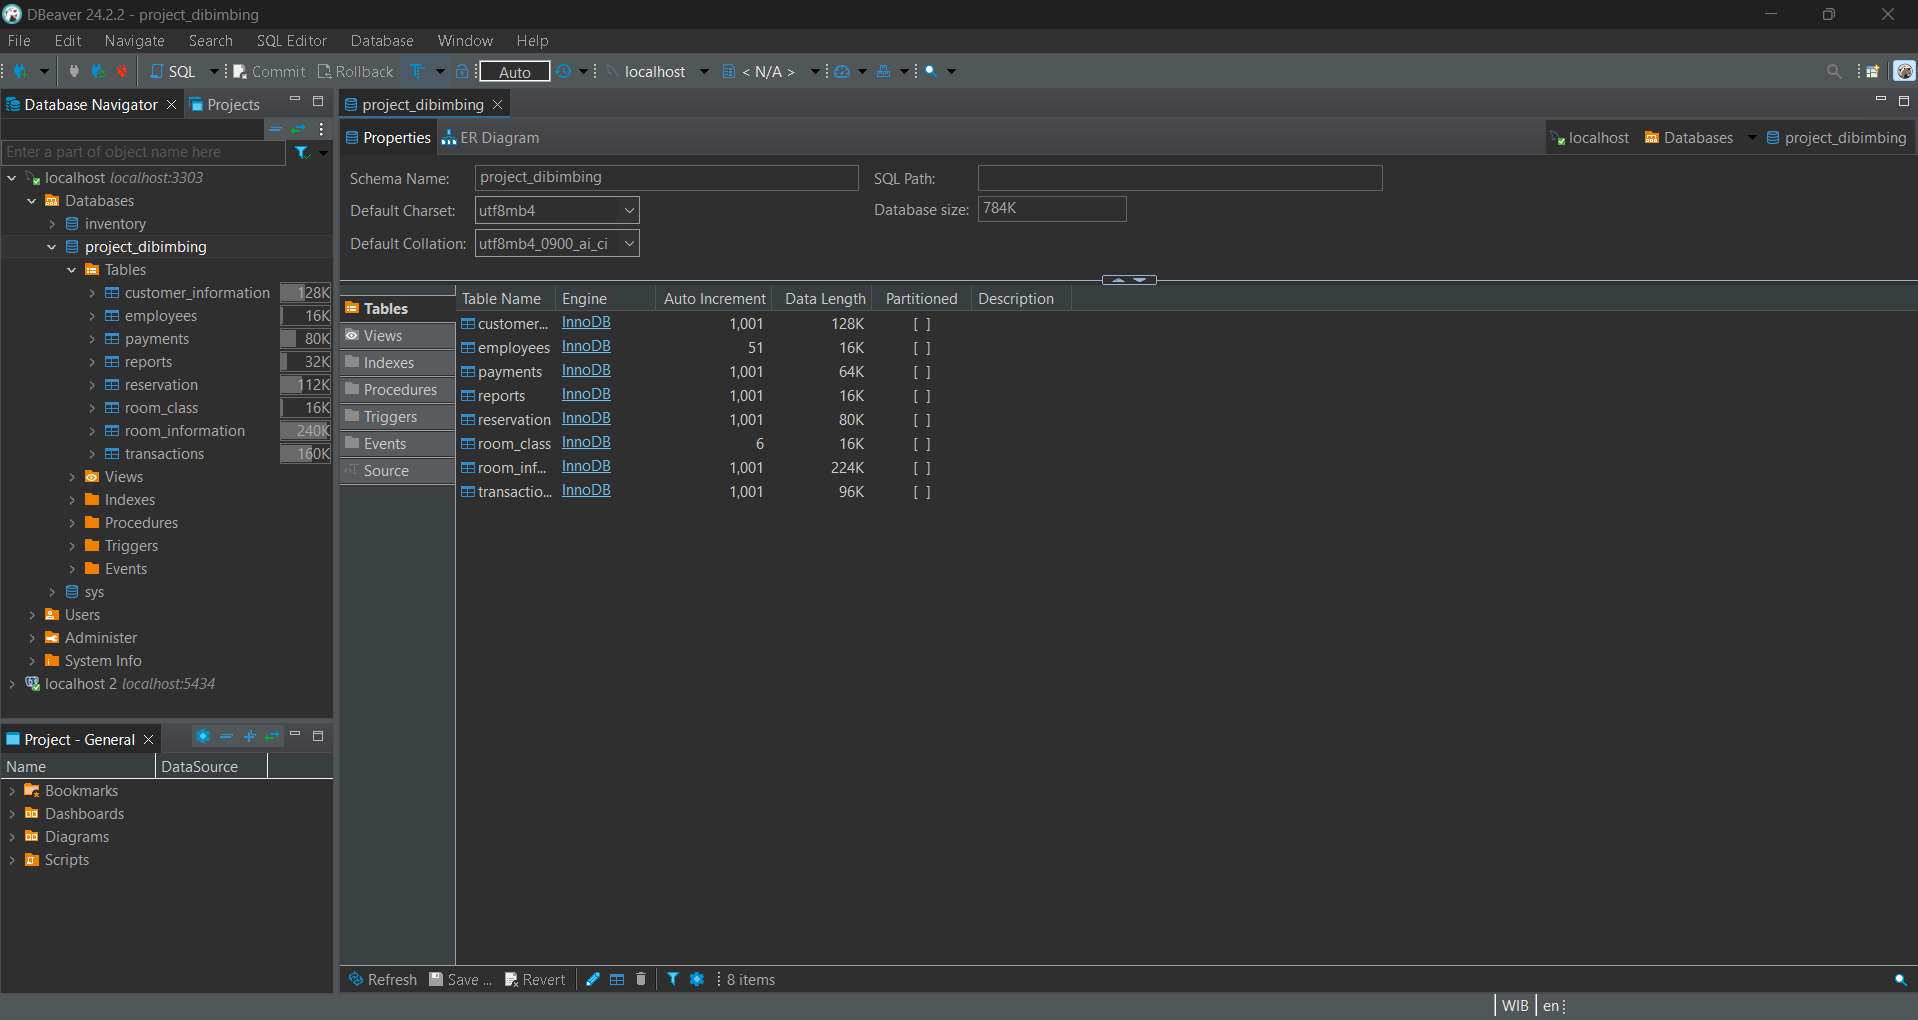 DBeaver 24.2.2 - project_dibimbing
File Edit Navigate Search SQL Editor Database Window Help
SQL Commit Rollback Auto localhost < N/A >
Database Navigator Projects
Enter a part of object name here
localhost localhost:3303
Databases
inventory
project_dibimbing
Tables
customer_information 128K
employees 16K
payments 80K
reports 32K
reservation 112K
room_class 16K
room_information 240K
transactions 160K
Views
Indexes
Procedures
Triggers
Events
sys
Users
Administer
System Info
localhost 2 localhost:5434
Project - General
Name DataSource
Bookmarks
Dashboards
Diagrams
Scripts
project_dibimbing
Properties ER Diagram localhost Databases project_dibimbing
Schema Name: project_dibimbing SQL Path:
Default Charset: utf8mb4 Database size: 784K
Default Collation: utf8mb4_0900_ai_ci
Tables
Views
Indexes
Procedures
Triggers
Events
Source
Table Name Engine Auto Increment Data Length Partitioned Description
customer... InnoDB 1,001 128K [ ]
employees InnoDB 51 16K [ ]
payments InnoDB 1,001 64K [ ]
reports InnoDB 1,001 16K [ ]
reservation InnoDB 1,001 80K [ ]
room_class InnoDB 6 16K [ ]
room_inf... InnoDB 1,001 224K [ ]
transactio... InnoDB 1,001 96K [ ]
Refresh Save ... Revert 8 items
WIB en